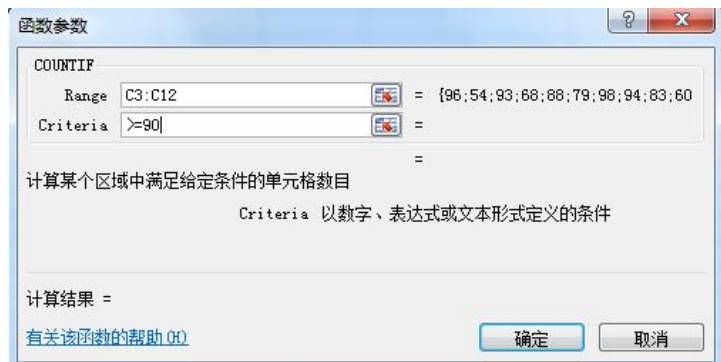 函数参数
COUNTIF
Range C3:C12 = {96;54;93;68;88;79;98;94;83;60
Criteria >=90 =
=
计算某个区域中满足给定条件的单元格数目
Criteria 以数字、表达式或文本形式定义的条件
计算结果 =
有关该函数的帮助(H)
确定 取消